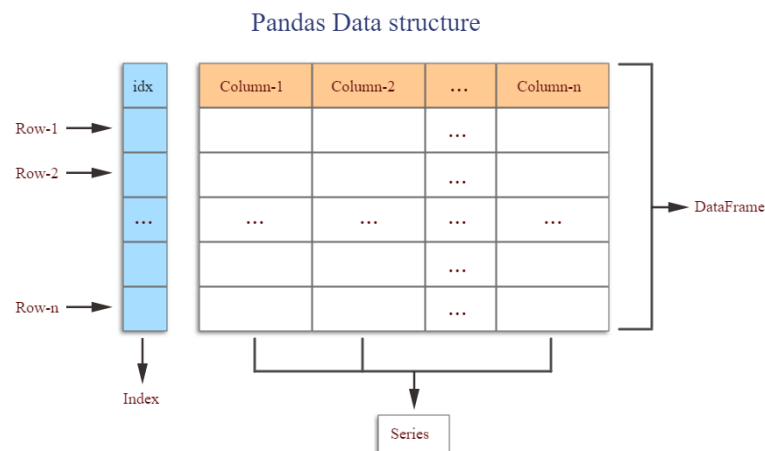 Pandas Data structure
idx Column-1 Column-2 ... Column-n
Row-1 ...
Row-2 ...
... ... ... ... ...
...
Row-n ...
DataFrame
Index
Series